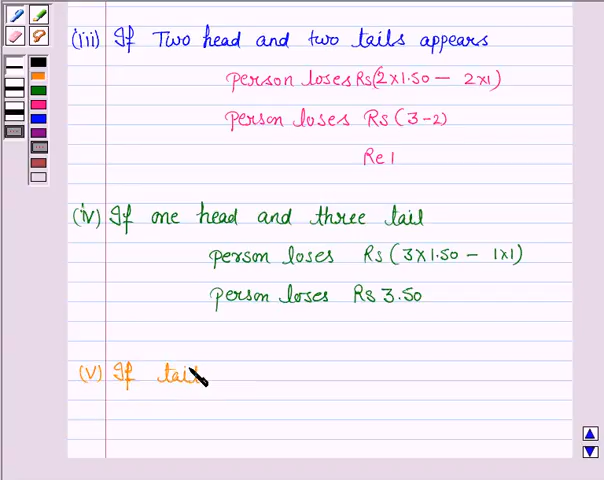 (iii) If Two head and two tails appears
person loses Rs(2×1.50 – 2×1)
person loses Rs (3-2)
Re 1
(iv) If one head and three tail
person loses Rs (3×1.50 – 1×1)
person loses Rs 3.50
(v) If tail